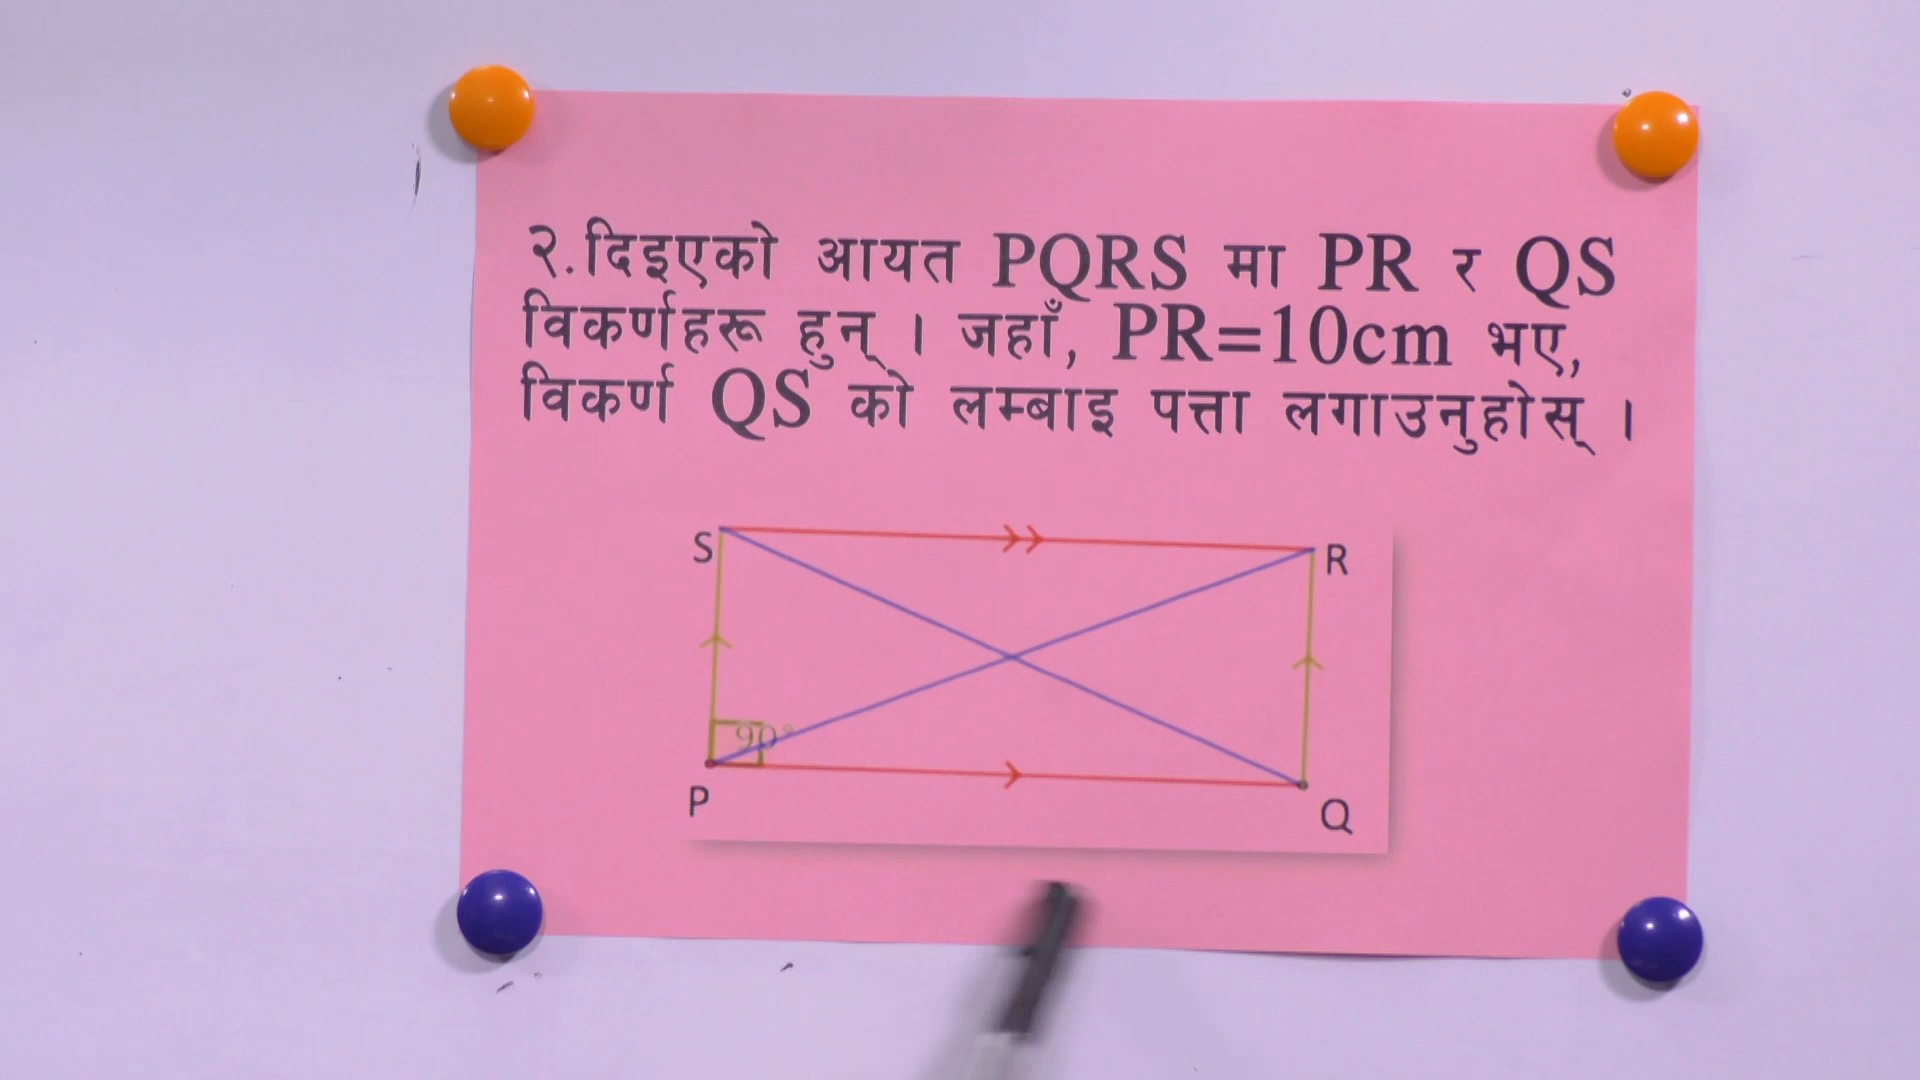 २.दिइएको आयत PQRS मा PR र QS
विकर्णहरू हुन् । जहाँ, PR=10cm भए,
विकर्ण QS को लम्बाइ पत्ता लगाउनुहोस् ।
S
R
90°
P
Q